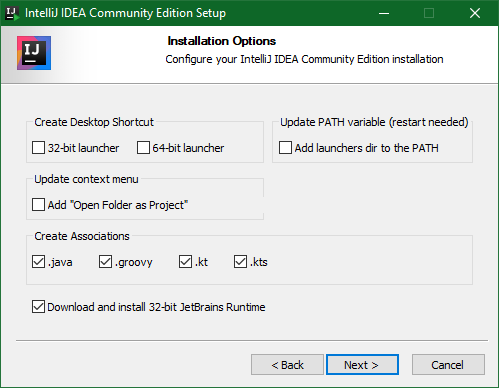 IntelliJ IDEA Community Edition Setup
IJ
Installation Options
Configure your IntelliJ IDEA Community Edition installation
Create Desktop Shortcut
32-bit launcher 64-bit launcher
Update PATH variable (restart needed)
Add launchers dir to the PATH
Update context menu
Add "Open Folder as Project"
Create Associations
.java .groovy .kt .kts
Download and install 32-bit JetBrains Runtime
< Back Next > Cancel